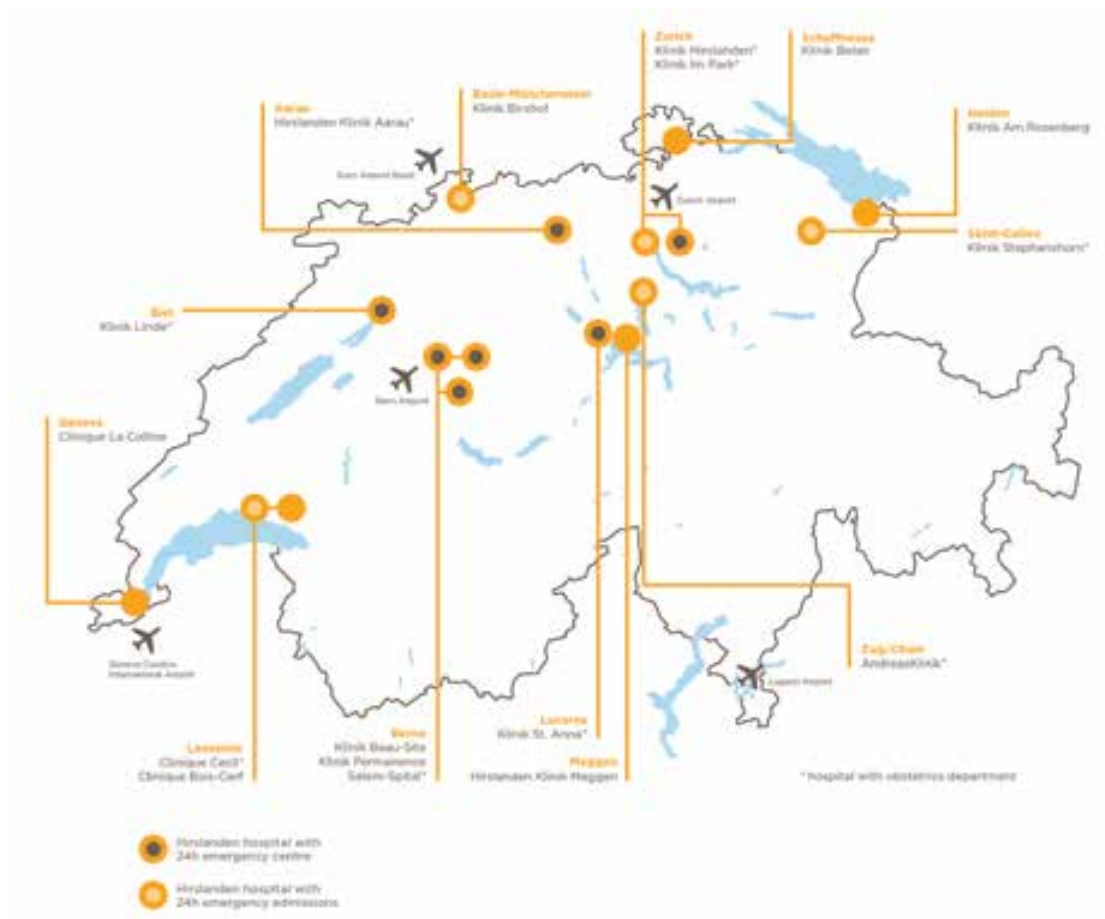 Zurich
Klinik Hirslanden*
Klinik Im Park*
Schaffhausen
Klinik Belair
Aarau
Hirslanden Klinik Aarau*
Basle-Münchenstein
Klinik Birshof
Heiden
Klinik Am Rosenberg
Saint-Gallen
Klinik Stephanshorn*
Euro Airport Basel
Zurich Airport
Biel
Klinik Linde*
Bern Airport
Geneva
Clinique La Colline
Geneva Cointrin
International Airport
Zug/Cham
AndreasKlinik*
Lugano Airport
Lausanne
Clinique Cecil*
Clinique Bois-Cerf
Berne
Klinik Beau-Site
Klinik Permanence
Salem-Spital*
Lucerne
Klinik St. Anna*
Meggen
Hirslanden Klinik Meggen
* hospital with obstetrics department
Hirslanden hospital with
24h emergency centre
Hirslanden hospital with
24h emergency admissions